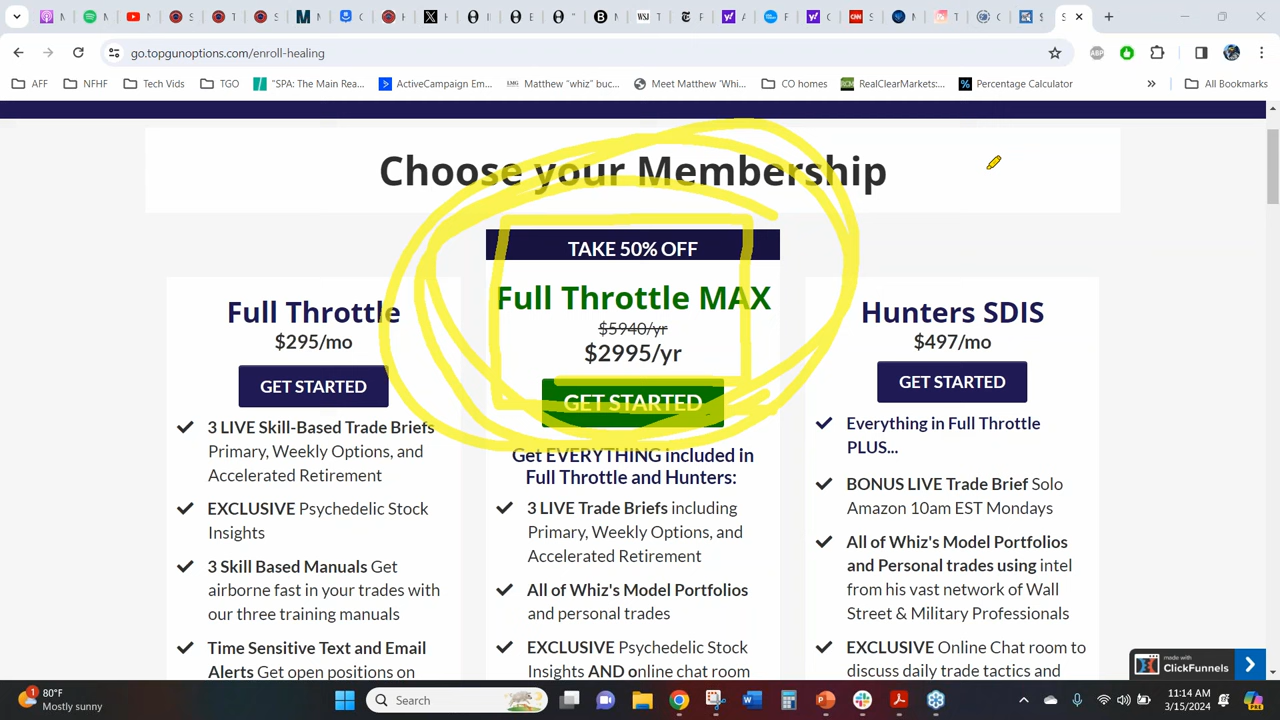 go.topgunoptions.com/enroll-healing
AFF
NFHF
Tech Vids
TGO
"SPA: The Main Rea...
ActiveCampaign Em...
Matthew "whiz" buc...
Meet Matthew 'Whi...
CO homes
RealClearMarkets:...
Percentage Calculator
All Bookmarks
Choose your Membership
TAKE 50% OFF
Full Throttle
$295/mo
GET STARTED
3 LIVE Skill-Based Trade Briefs
Primary, Weekly Options, and
Accelerated Retirement
EXCLUSIVE Psychedelic Stock
Insights
3 Skill Based Manuals Get
airborne fast in your trades with
our three training manuals
Time Sensitive Text and Email
Alerts Get open positions on
Full Throttle MAX
$5940/yr
$2995/yr
GET STARTED
Get EVERYTHING included in
Full Throttle and Hunters:
3 LIVE Trade Briefs including
Primary, Weekly Options, and
Accelerated Retirement
All of Whiz's Model Portfolios
and personal trades
EXCLUSIVE Psychedelic Stock
Insights AND online chat room
Hunters SDIS
$497/mo
GET STARTED
Everything in Full Throttle
PLUS...
BONUS LIVE Trade Brief Solo
Amazon 10am EST Mondays
All of Whiz's Model Portfolios
and Personal trades using intel
from his vast network of Wall
Street & Military Professionals
EXCLUSIVE Online Chat room to
discuss daily trade tactics and
made with
ClickFunnels
1
80°F
Mostly sunny
Search
11:14 AM
3/15/2024